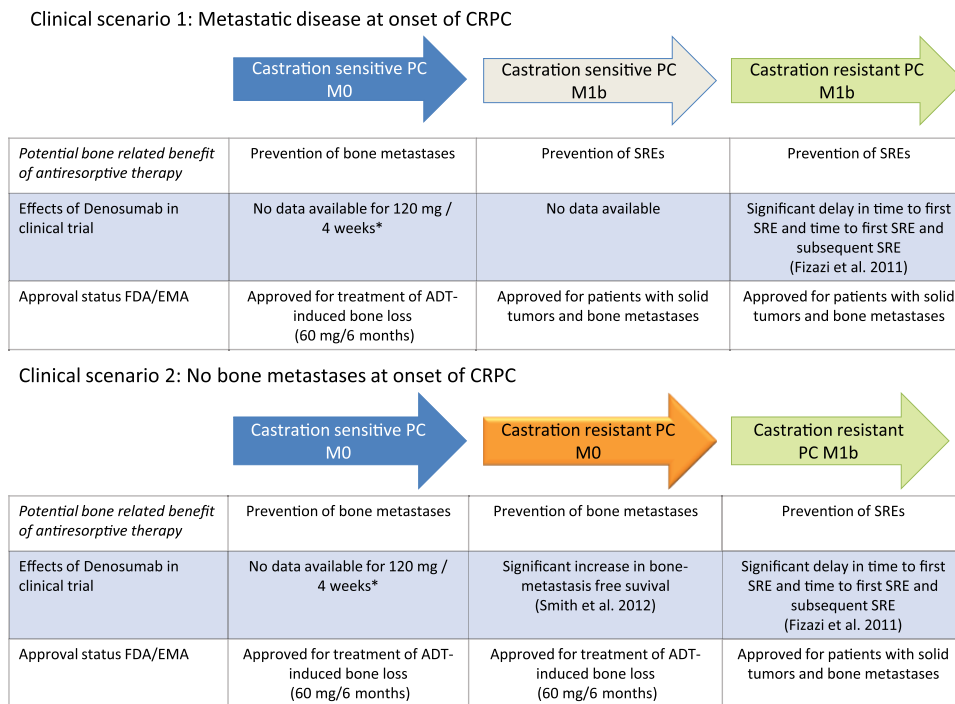 Clinical scenario 1: Metastatic disease at onset of CRPC
Castration sensitive PC
M0
Castration sensitive PC
M1b
Castration resistant PC
M1b
Potential bone related benefit
of antiresorptive therapy
Prevention of bone metastases
Prevention of SREs
Prevention of SREs
Effects of Denosumab in
clinical trial
No data available for 120 mg /
4 weeks*
No data available
Significant delay in time to first
SRE and time to first SRE and
subsequent SRE
(Fizazi et al. 2011)
Approval status FDA/EMA
Approved for treatment of ADT-
induced bone loss
(60 mg/6 months)
Approved for patients with solid
tumors and bone metastases
Approved for patients with solid
tumors and bone metastases
Clinical scenario 2: No bone metastases at onset of CRPC
Castration sensitive PC
M0
Castration resistant PC
M0
Castration resistant
PC M1b
Potential bone related benefit
of antiresorptive therapy
Prevention of bone metastases
Prevention of bone metastases
Prevention of SREs
Effects of Denosumab in
clinical trial
No data available for 120 mg /
4 weeks*
Significant increase in bone-
metastasis free suvival
(Smith et al. 2012)
Significant delay in time to first
SRE and time to first SRE and
subsequent SRE
(Fizazi et al. 2011)
Approval status FDA/EMA
Approved for treatment of ADT-
induced bone loss
(60 mg/6 months)
Approved for treatment of ADT-
induced bone loss
(60 mg/6 months)
Approved for patients with solid
tumors and bone metastases